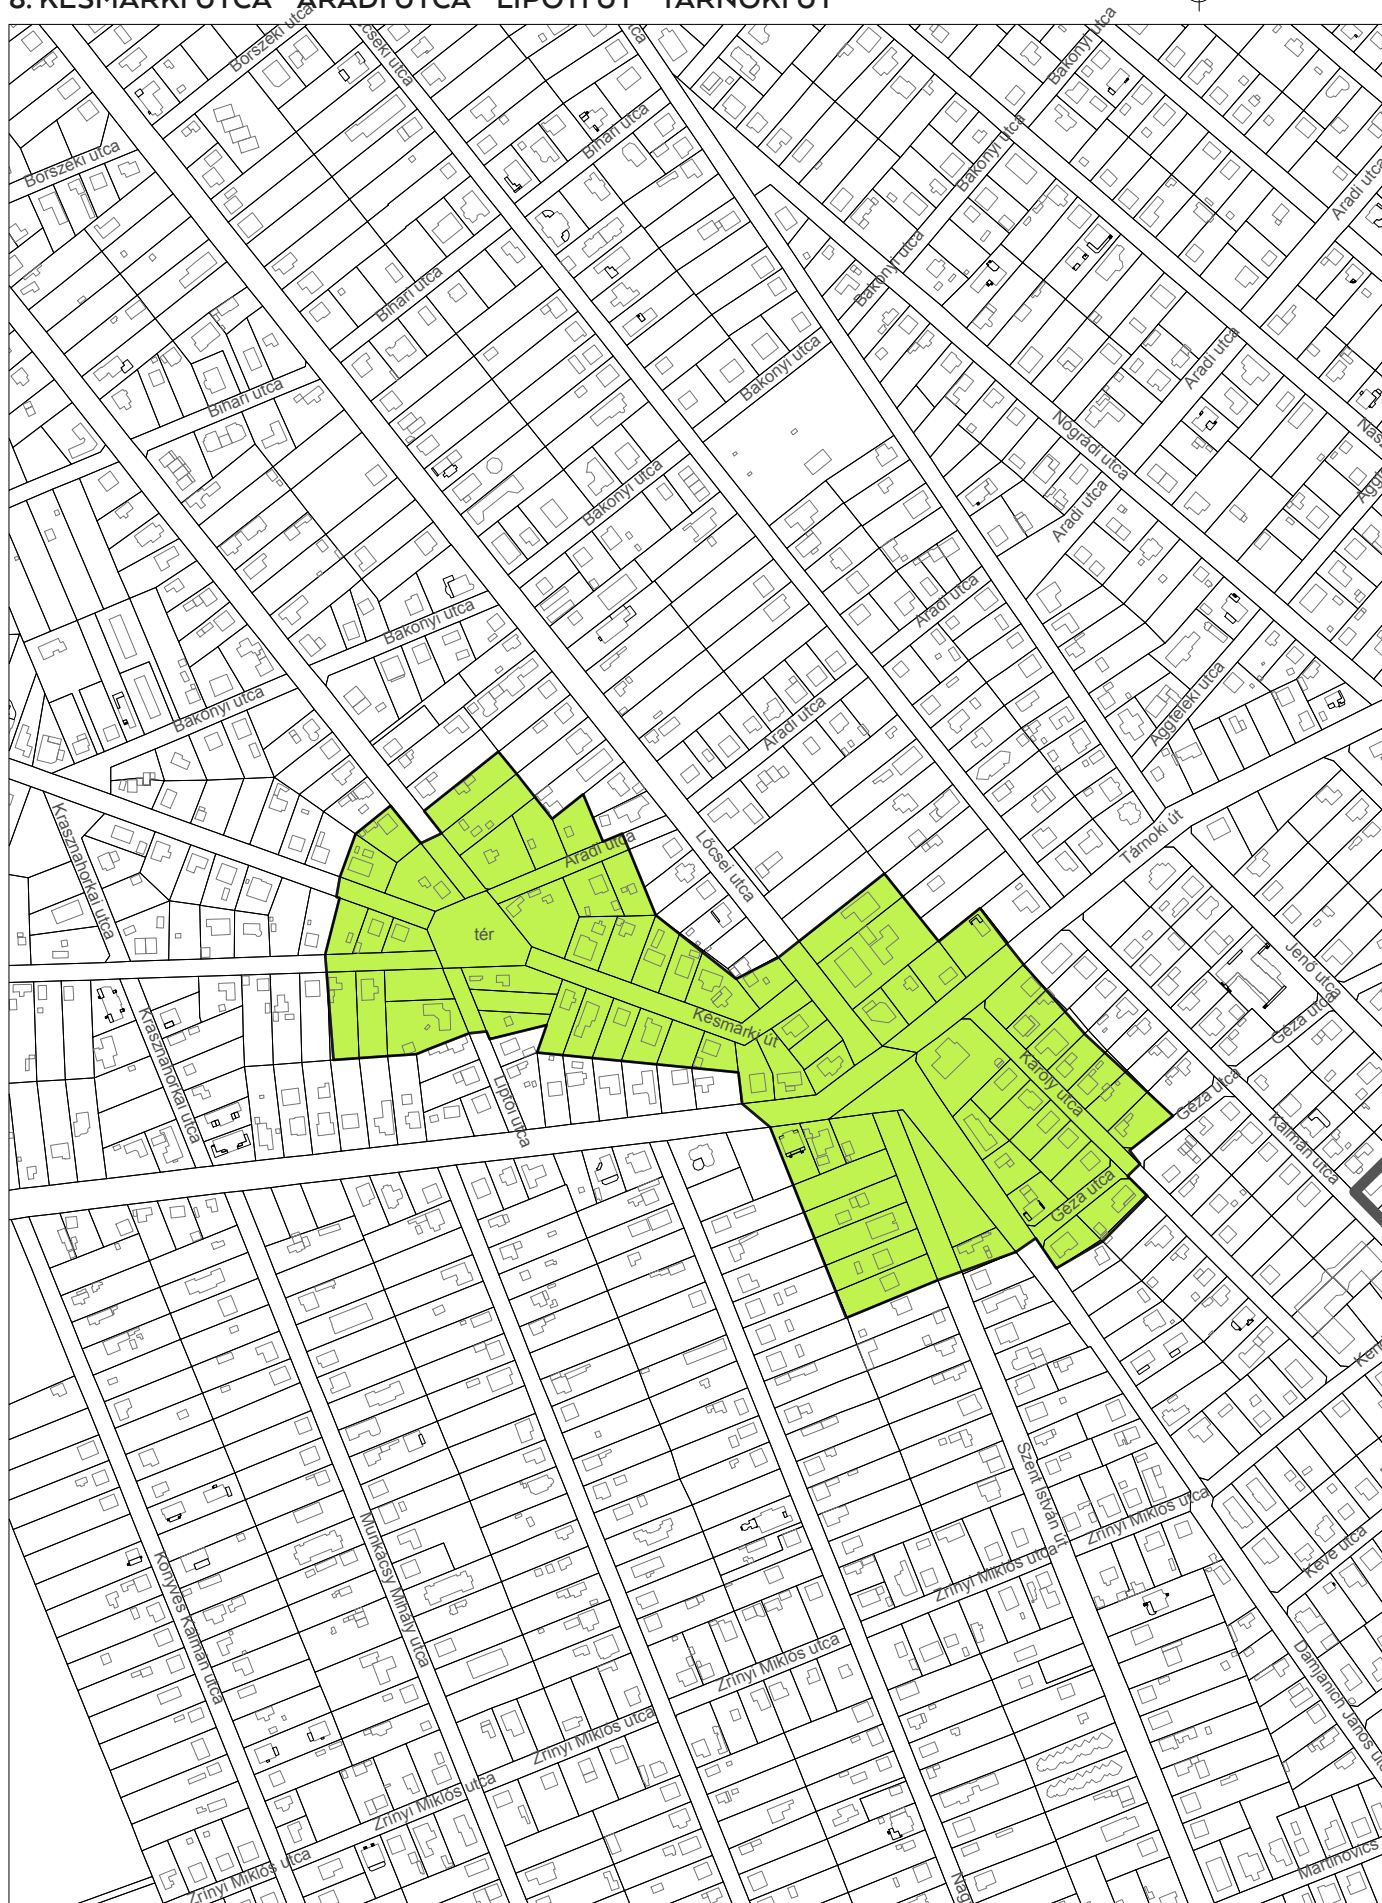 8. KÉSMÁRKI UTCA - ARADI UTCA - LIPÓTI ÚT - TÁRNOKI ÚT
Borszéki utca
Bakonyi utca
Bihari utca
Bakonyi utca
Borszéki utca
Aradi utca
Bakonyi utca
Bihari utca
Aradi utca
Bakonyi utca
Bihari utca
Nógrádi utca
Bakonyi utca
Aradi utca
Aradi utca
Bakonyi utca
Bakonyi utca
Aggteleki utca
Aradi utca
Krasznahorkai utca
Aradi utca
Lőcsei utca
Tárnoki út
tér
Jenő utca
Krasznahorkai utca
Késmárki út
Géza utca
Károly utca
Géza utca
Liptói utca
Kálmán utca
Géza utca
Szent István út
Zrínyi Miklós utca
Munkácsy Mihály utca
Könyves Kálmán utca
Zrínyi Miklós utca
Keve utca
Zrínyi Miklós utca
Damjanich János
Zrínyi Miklós utca
Zrínyi Miklós utca
Zrínyi Miklós utca
Martinovics